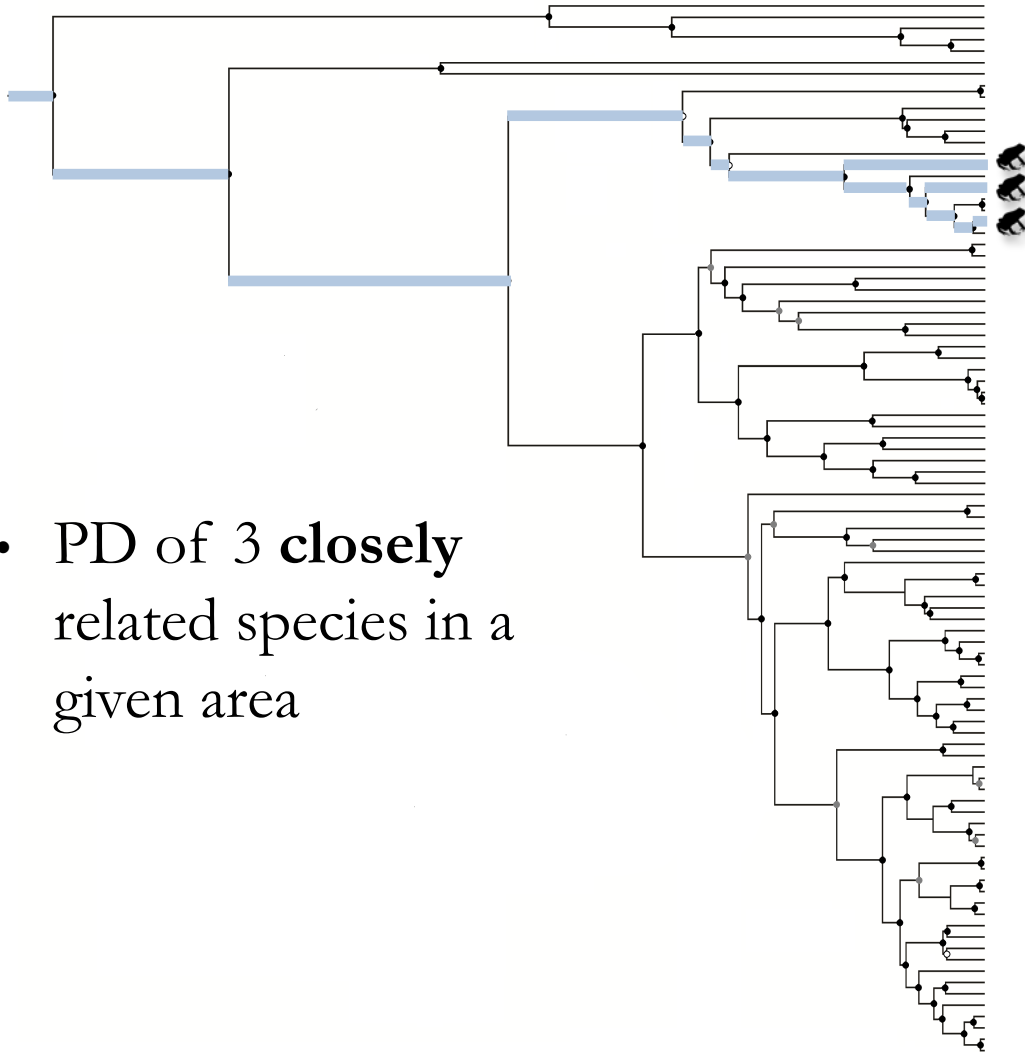 • PD of 3 closely
related species in a
given area